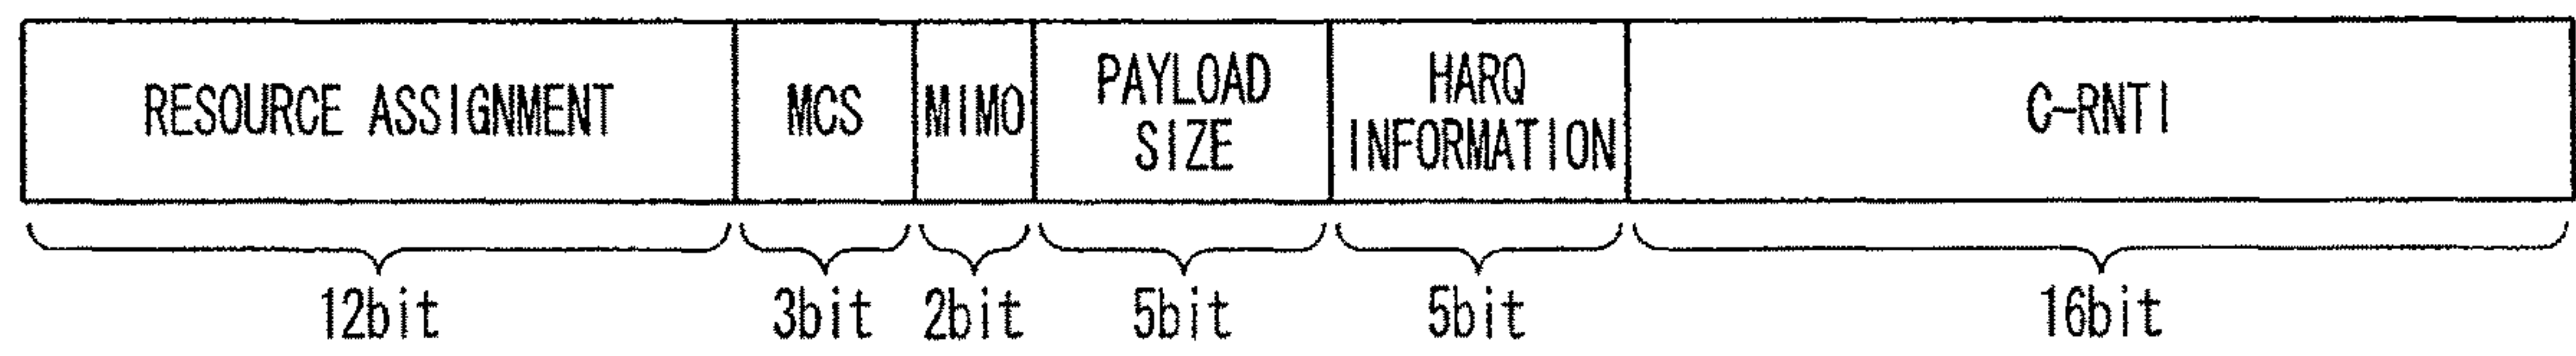 RESOURCE ASSIGNMENT
MCS
MIMO
PAYLOAD
SIZE
HARQ
INFORMATION
C-RNTI
12bit
3bit
2bit
5bit
5bit
16bit